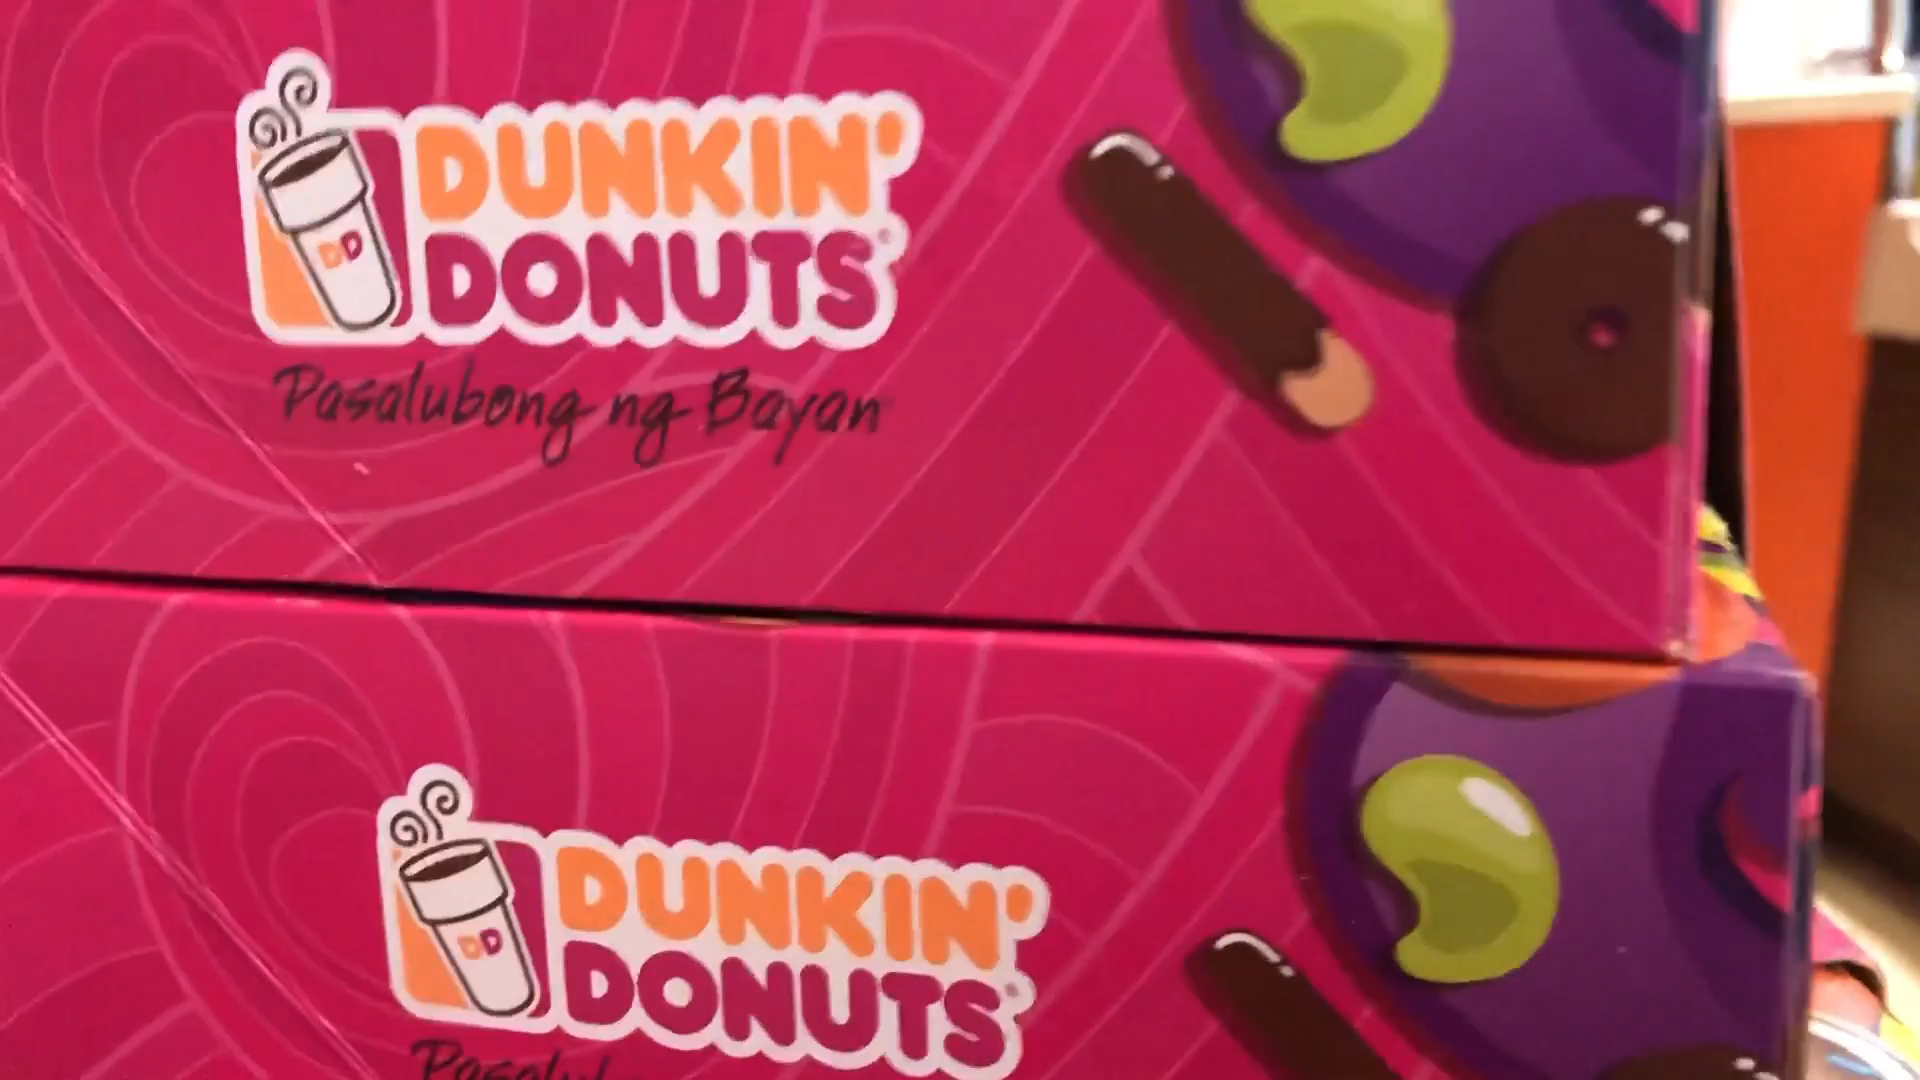 DUNKIN'
DONUTS
DD
Pasalubong ng Bayan
DUNKIN'
DONUTS
DD